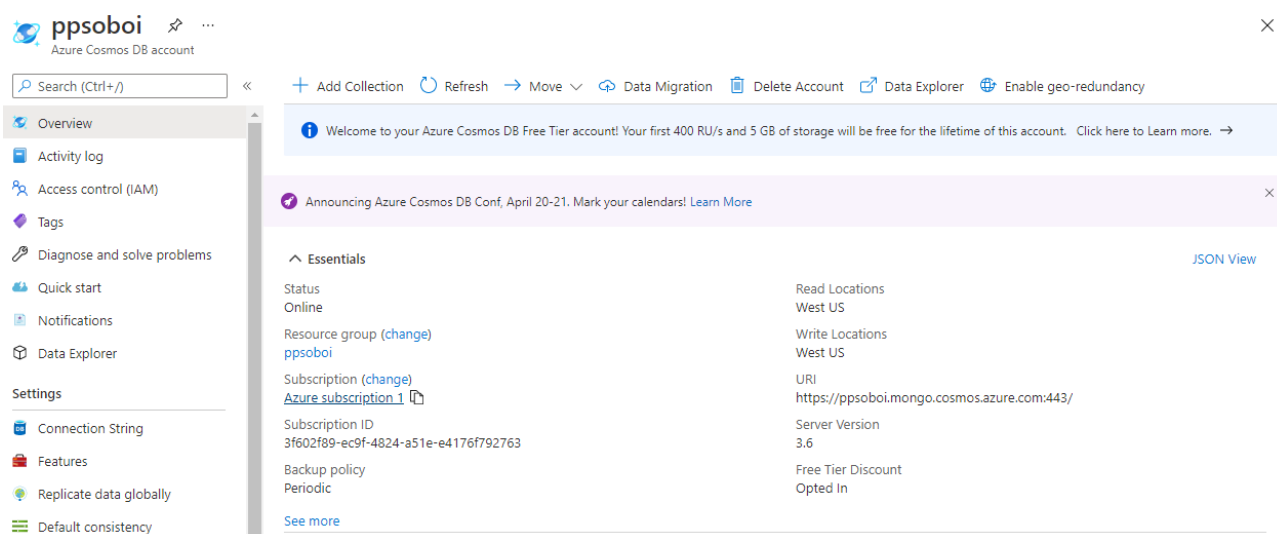 ppsoboi
Azure Cosmos DB account
Search (Ctrl+/)
Overview
Activity log
Access control (IAM)
Tags
Diagnose and solve problems
Quick start
Notifications
Data Explorer
Settings
Connection String
Features
Replicate data globally
Default consistency
Add Collection Refresh Move Data Migration Delete Account Data Explorer Enable geo-redundancy
Welcome to your Azure Cosmos DB Free Tier account! Your first 400 RU/s and 5 GB of storage will be free for the lifetime of this account. Click here to Learn more. →
Announcing Azure Cosmos DB Conf, April 20-21. Mark your calendars! Learn More
Essentials
JSON View
Status
Online
Resource group (change)
ppsoboi
Subscription (change)
Azure subscription 1
Subscription ID
3f602f89-ec9f-4824-a51e-e4176f792763
Backup policy
Periodic
See more
Read Locations
West US
Write Locations
West US
URI
https://ppsoboi.mongo.cosmos.azure.com:443/
Server Version
3.6
Free Tier Discount
Opted In